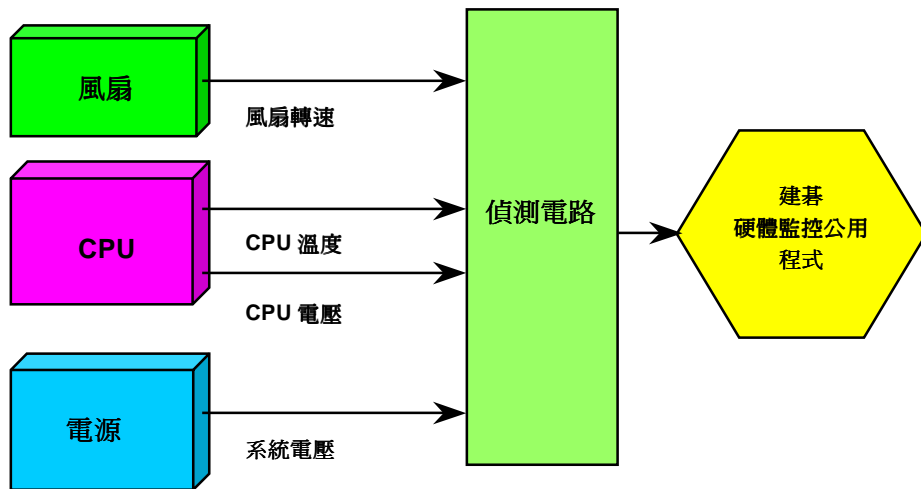 風扇
風扇轉速
CPU
CPU 溫度
CPU 電壓
電源
系統電壓
偵測電路
建碁
硬體監控公用
程式